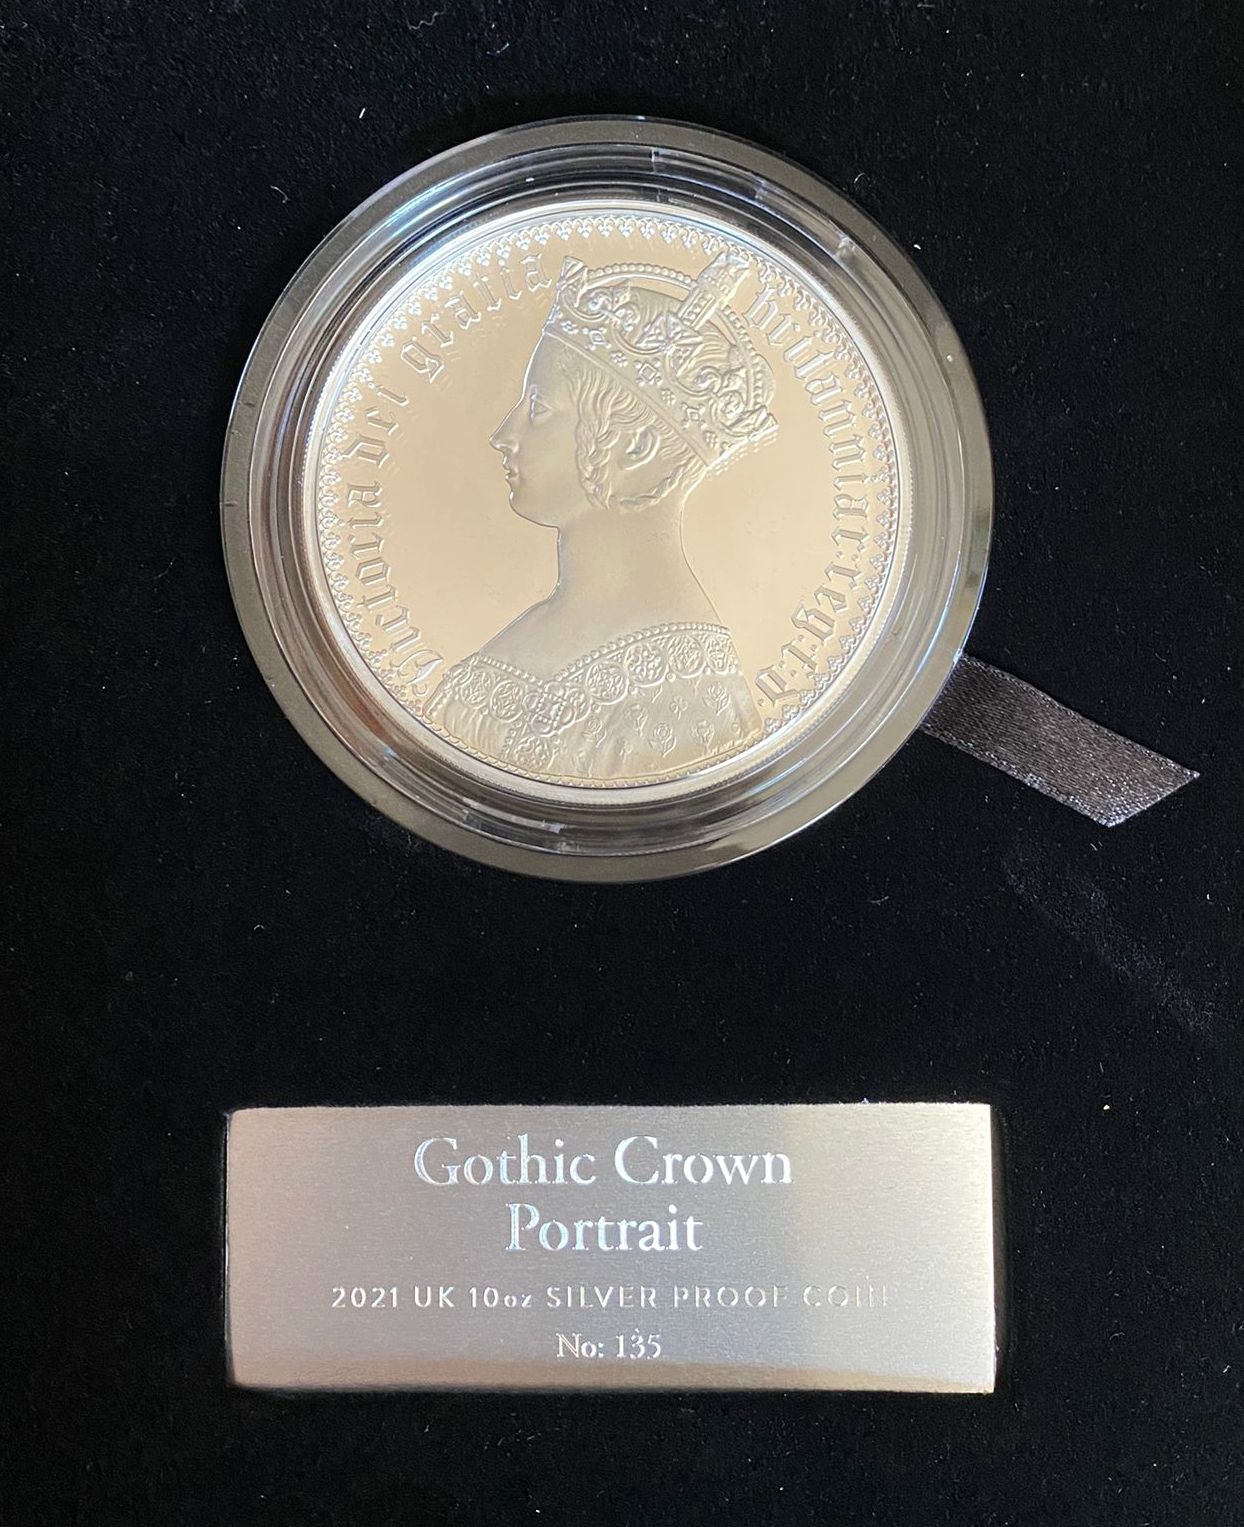 Victoria dei gratia britanniar: reg: f: d.
Gothic Crown
Portrait
2021 UK 10oz SILVER PROOF COIN
No: 135